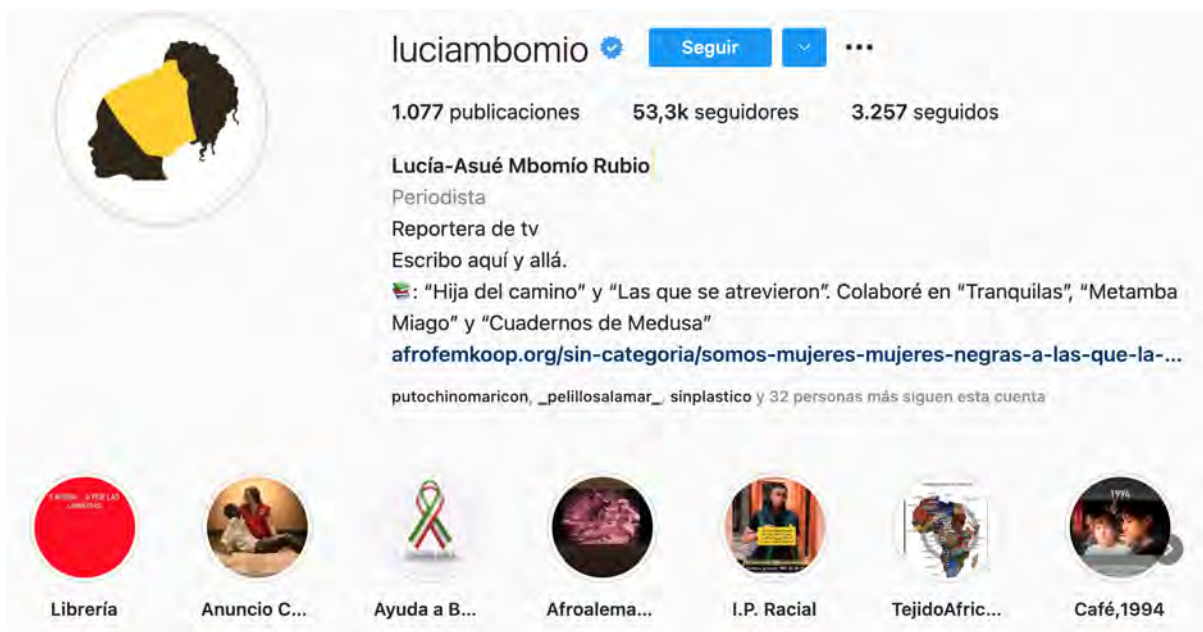 luciambomio
Seguir
1.077 publicaciones 53,3k seguidores 3.257 seguidos
Lucía-Asué Mbomío Rubio
Periodista
Reportera de tv
Escribo aquí y allá.
📚: “Hija del camino” y “Las que se atrevieron”. Colaboré en “Tranquilas”, “Metamba
Miago” y “Cuadernos de Medusa”
afrofemkoop.org/sin-categoria/somos-mujeres-mujeres-negras-a-las-que-la-...
putochinomaricon, _pelillosalamar_, sinplastico y 32 personas más siguen esta cuenta
1994
Librería Anuncio C... Ayuda a B... Afroalema... I.P. Racial TejidoAfric... Café,1994